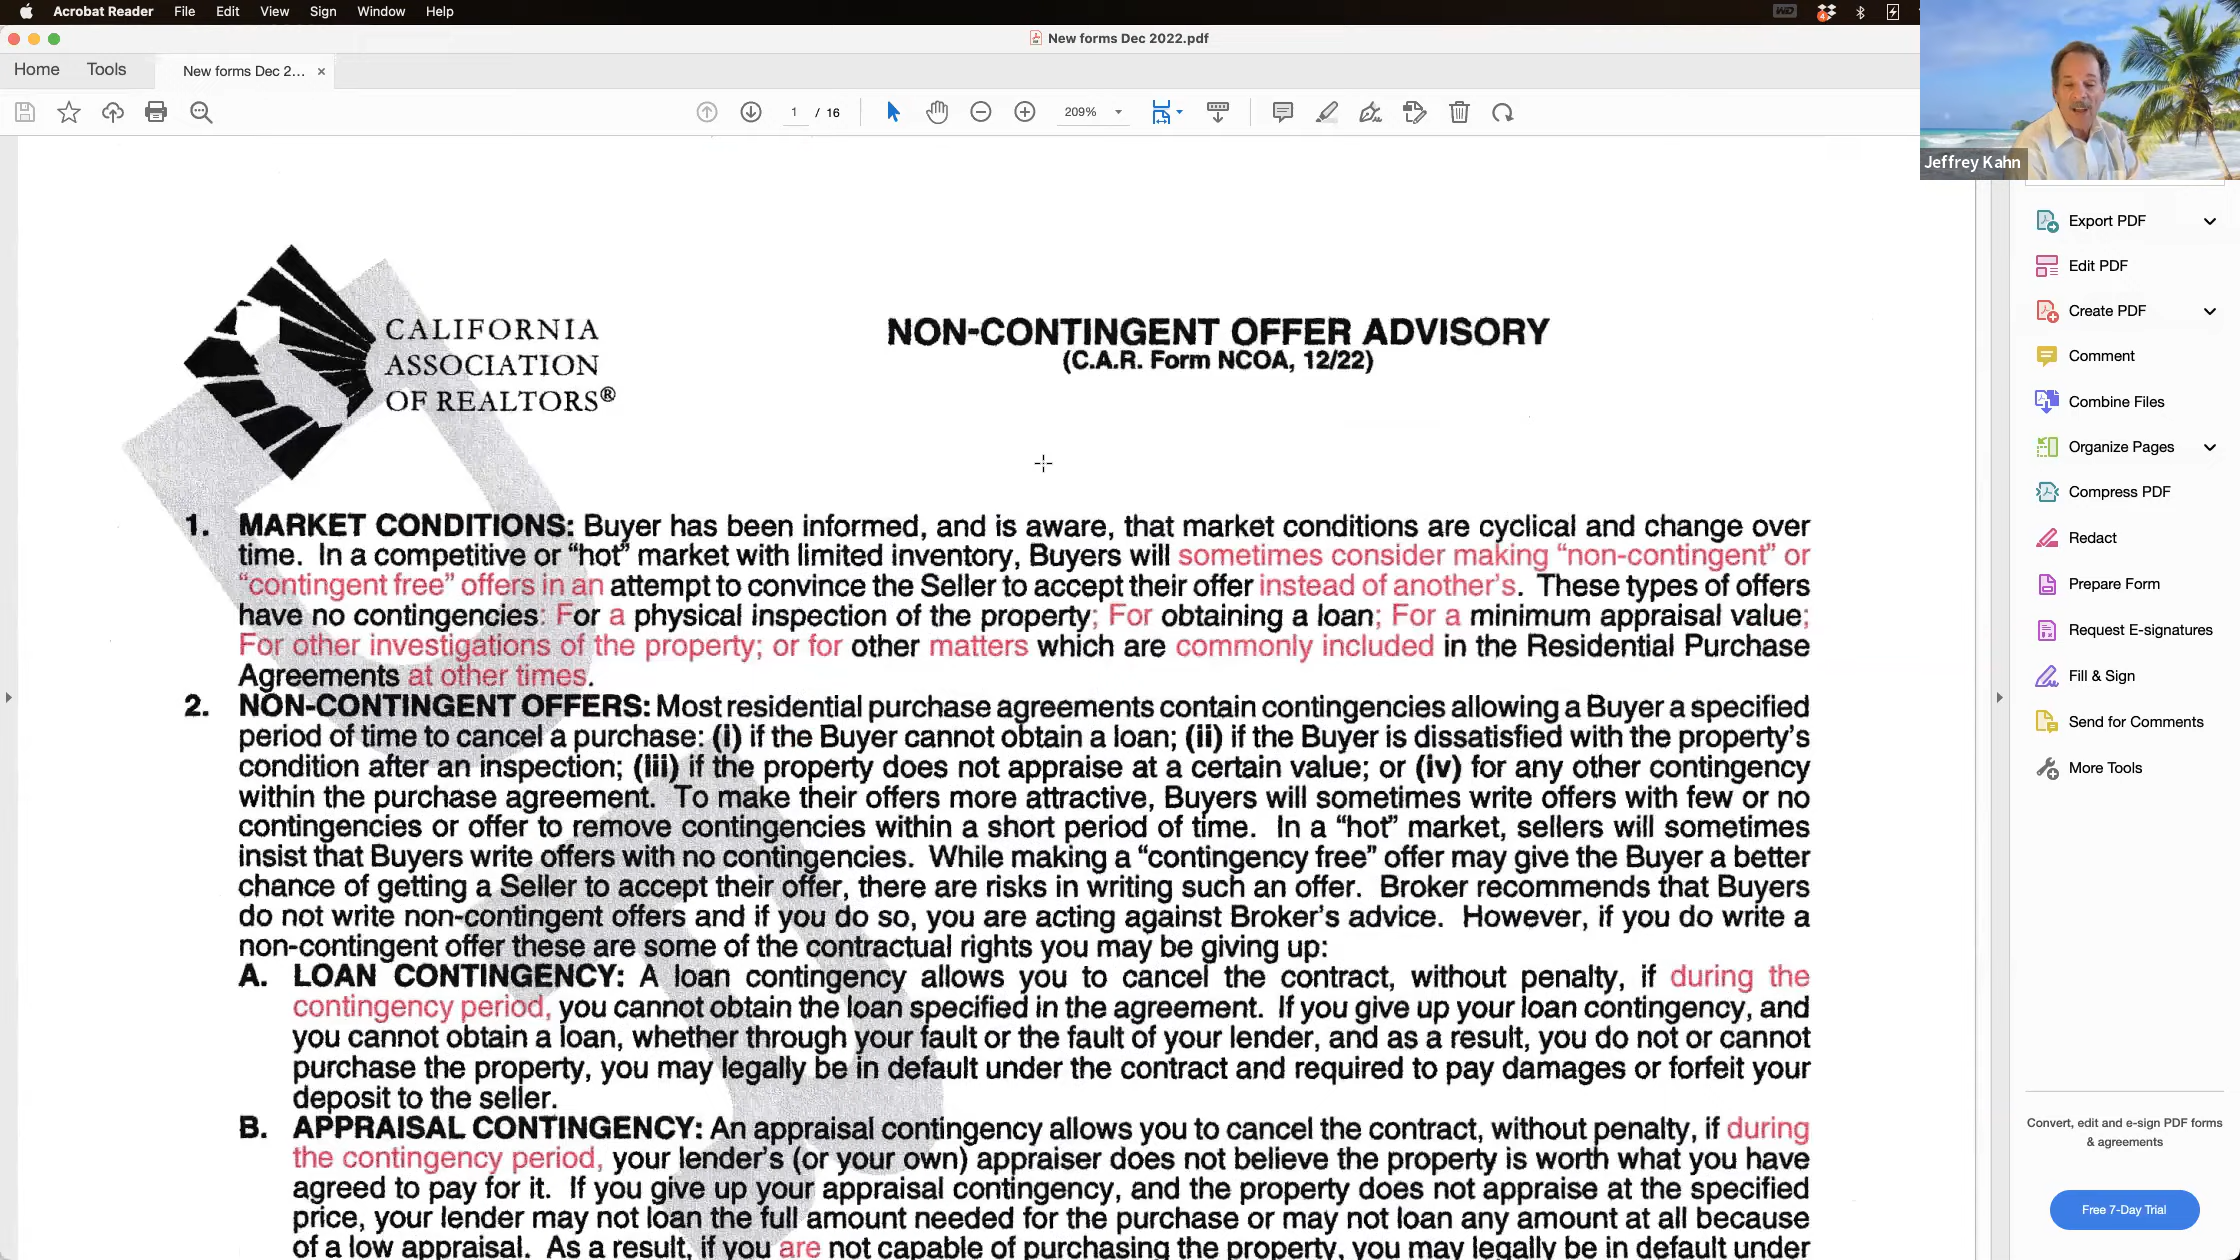 Acrobat Reader File Edit View Sign Window Help
New forms Dec 2022.pdf
Home Tools New forms Dec 2... ×
1 / 16 209%
Jeffrey Kahn
CALIFORNIA
ASSOCIATION
OF REALTORS®
NON-CONTINGENT OFFER ADVISORY
(C.A.R. Form NCOA, 12/22)
1. MARKET CONDITIONS: Buyer has been informed, and is aware, that market conditions are cyclical and change over
time. In a competitive or "hot" market with limited inventory, Buyers will sometimes consider making "non-contingent" or
"contingent free" offers in an attempt to convince the Seller to accept their offer instead of another's. These types of offers
have no contingencies: For a physical inspection of the property; For obtaining a loan; For a minimum appraisal value;
For other investigations of the property; or for other matters which are commonly included in the Residential Purchase
Agreements at other times.
2. NON-CONTINGENT OFFERS: Most residential purchase agreements contain contingencies allowing a Buyer a specified
period of time to cancel a purchase: (i) if the Buyer cannot obtain a loan; (ii) if the Buyer is dissatisfied with the property's
condition after an inspection; (iii) if the property does not appraise at a certain value; or (iv) for any other contingency
within the purchase agreement. To make their offers more attractive, Buyers will sometimes write offers with few or no
contingencies or offer to remove contingencies within a short period of time. In a "hot" market, sellers will sometimes
insist that Buyers write offers with no contingencies. While making a "contingency free" offer may give the Buyer a better
chance of getting a Seller to accept their offer, there are risks in writing such an offer. Broker recommends that Buyers
do not write non-contingent offers and if you do so, you are acting against Broker's advice. However, if you do write a
non-contingent offer these are some of the contractual rights you may be giving up:
A. LOAN CONTINGENCY: A loan contingency allows you to cancel the contract, without penalty, if during the
contingency period, you cannot obtain the loan specified in the agreement. If you give up your loan contingency, and
you cannot obtain a loan, whether through your fault or the fault of your lender, and as a result, you do not or cannot
purchase the property, you may legally be in default under the contract and required to pay damages or forfeit your
deposit to the seller.
B. APPRAISAL CONTINGENCY: An appraisal contingency allows you to cancel the contract, without penalty, if during
the contingency period, your lender's (or your own) appraiser does not believe the property is worth what you have
agreed to pay for it. If you give up your appraisal contingency, and the property does not appraise at the specified
price, your lender may not loan the full amount needed for the purchase or may not loan any amount at all because
of a low appraisal. As a result, if you are not capable of purchasing the property, you may legally be in default under
Export PDF
Edit PDF
Create PDF
Comment
Combine Files
Organize Pages
Compress PDF
Redact
Prepare Form
Request E-signatures
Fill & Sign
Send for Comments
More Tools
Convert, edit and e-sign PDF forms
& agreements
Free 7-Day Trial